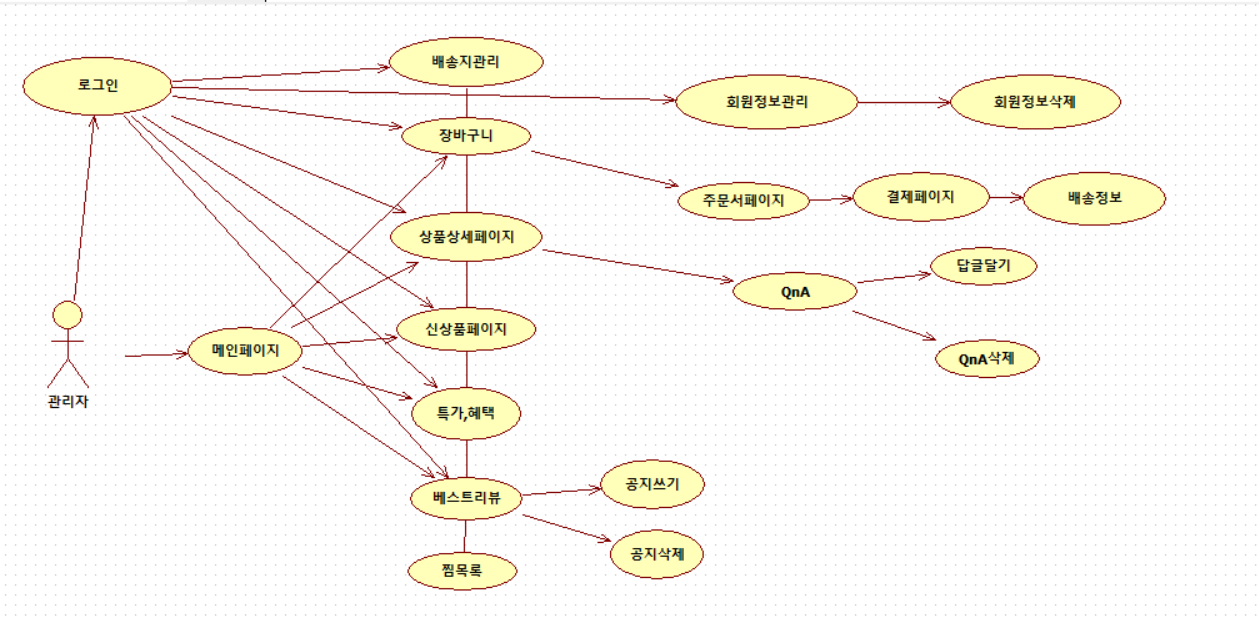 배송지관리
로그인
회원정보관리
회원정보삭제
장바구니
주문서페이지
결제페이지
배송정보
상품상세페이지
답글달기
QnA
신상품페이지
메인페이지
QnA삭제
관리자
특가,혜택
베스트리뷰
공지쓰기
공지삭제
찜목록